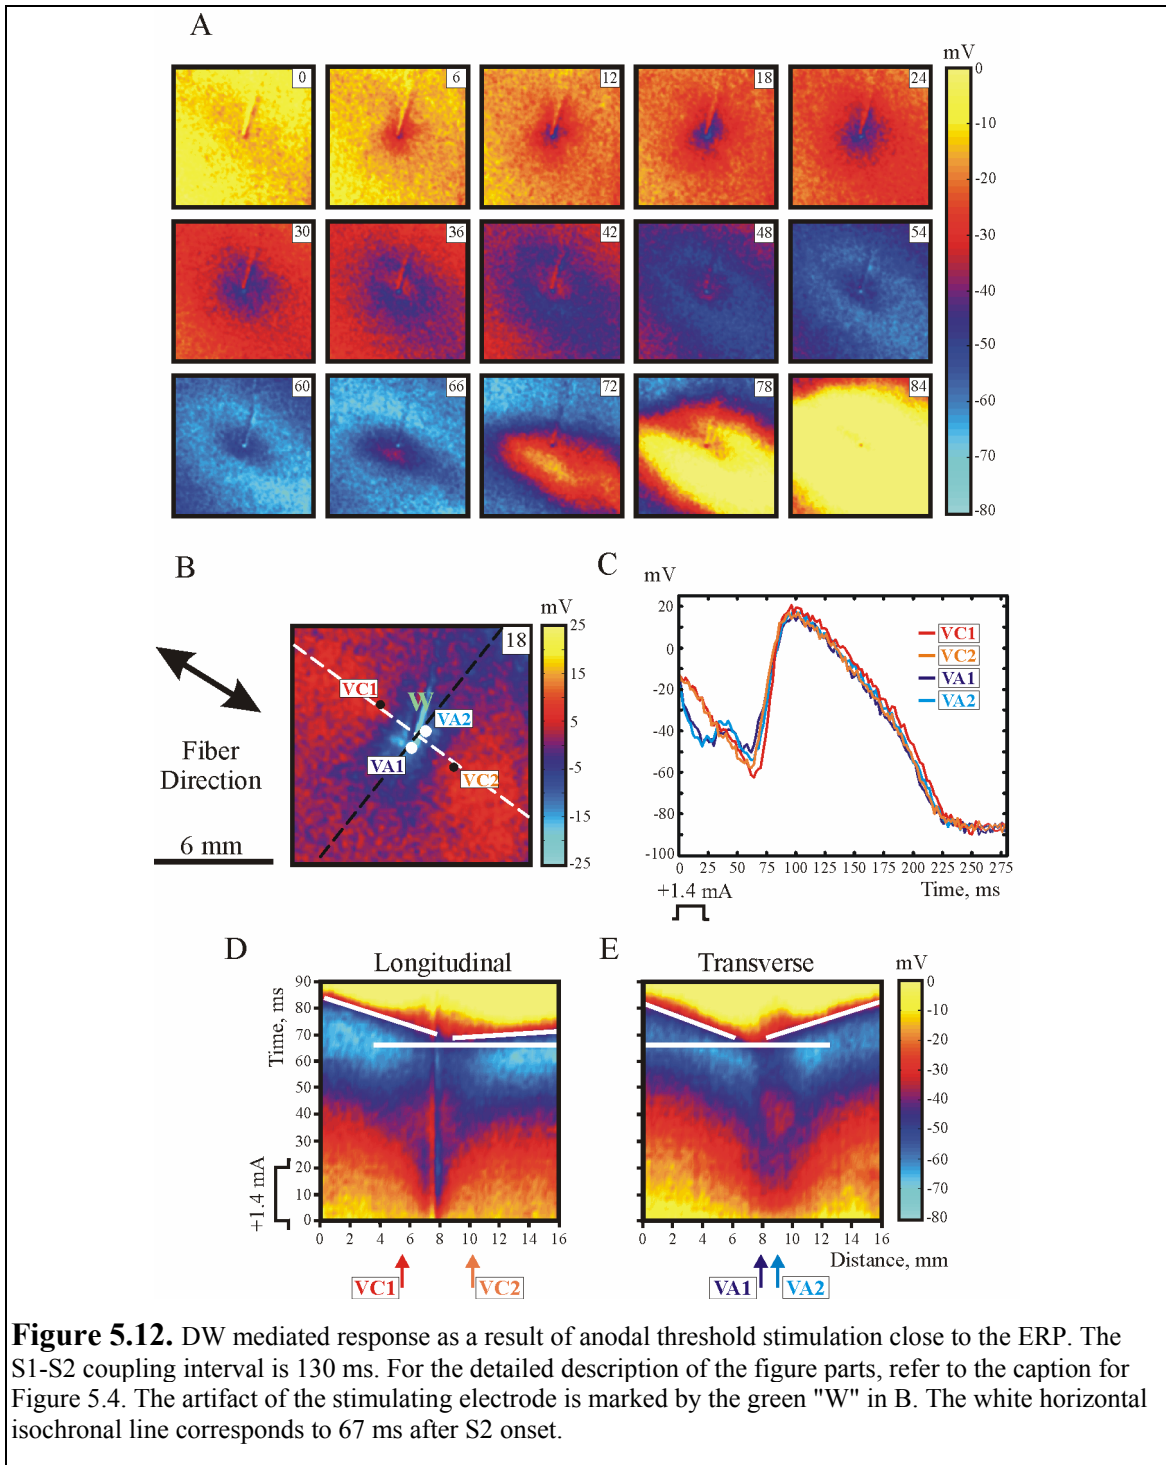 A
mV
0 6 12 18 24
0
-10
-20
-30
-40
-50
-60
-70
-80
30 36 42 48 54
60 66 72 78 84
B
Fiber
Direction
6 mm
18
VC1
W
VA2
VA1
VC2
mV
25
15
5
-5
-15
-25
C
mV
20
0
-20
-40
-60
-80
-100
VC1
VC2
VA1
VA2
0 25 50 75 100 125 150 175 200 225 250 275
Time, ms
+1.4 mA
D
Longitudinal
Time, ms
90
80
70
60
50
40
30
20
10
0
+1.4 mA
0 2 4 6 8 10 12 14 16
VC1 VC2
E
Transverse
mV
0
-10
-20
-30
-40
-50
-60
-70
-80
0 2 4 6 8 10 12 14 16
Distance, mm
VA1 VA2
Figure 5.12. DW mediated response as a result of anodal threshold stimulation close to the ERP. The
S1-S2 coupling interval is 130 ms. For the detailed description of the figure parts, refer to the caption for
Figure 5.4. The artifact of the stimulating electrode is marked by the green "W" in B. The white horizontal
isochronal line corresponds to 67 ms after S2 onset.